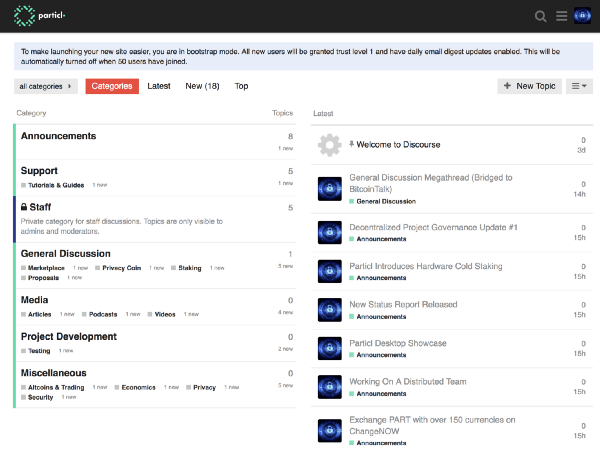 particl.
To make launching your new site easier, you are in bootstrap mode. All new users will be granted trust level 1 and have daily email digest updates enabled. This will be
automatically turned off when 50 users have joined.
all categories
Categories
Latest
New (18)
Top
+ New Topic
Category
Topics
Announcements
8
1 new
Support
5
Tutorials & Guides 1 new
1 new
Staff
5
Private category for staff discussions. Topics are only visible to
admins and moderators.
General Discussion
1
Marketplace 1 new Privacy Coin 1 new Staking 1 new
5 new
Proposals 1 new
Media
0
Articles 1 new Podcasts 1 new Videos 1 new
4 new
Project Development
0
Testing 1 new
2 new
Miscellaneous
0
Altcoins & Trading 1 new Economics 1 new Privacy 1 new
5 new
Security 1 new
Latest
Welcome to Discourse
0
3d
General Discussion Megathread (Bridged to
BitcoinTalk)
General Discussion
0
14h
Decentralized Project Governance Update #1
Announcements
0
15h
Particl Introduces Hardware Cold Staking
Announcements
0
15h
New Status Report Released
Announcements
0
15h
Particl Desktop Showcase
Announcements
0
Working On A Distributed Team
Announcements
0
15h
Exchange PART with over 150 currencies on
ChangeNOW
Announcements
0
15h